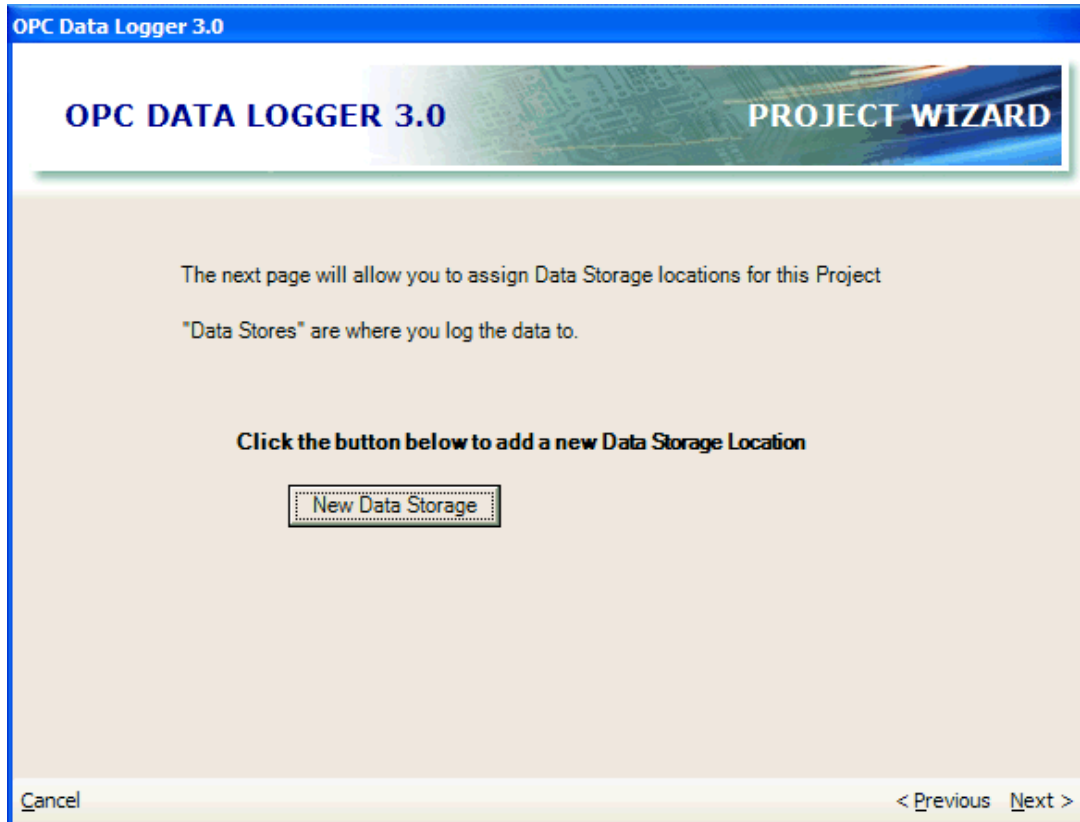 OPC Data Logger 3.0
OPC DATA LOGGER 3.0 PROJECT WIZARD
The next page will allow you to assign Data Storage locations for this Project
"Data Stores" are where you log the data to.
Click the button below to add a new Data Storage Location
New Data Storage
Cancel < Previous Next >